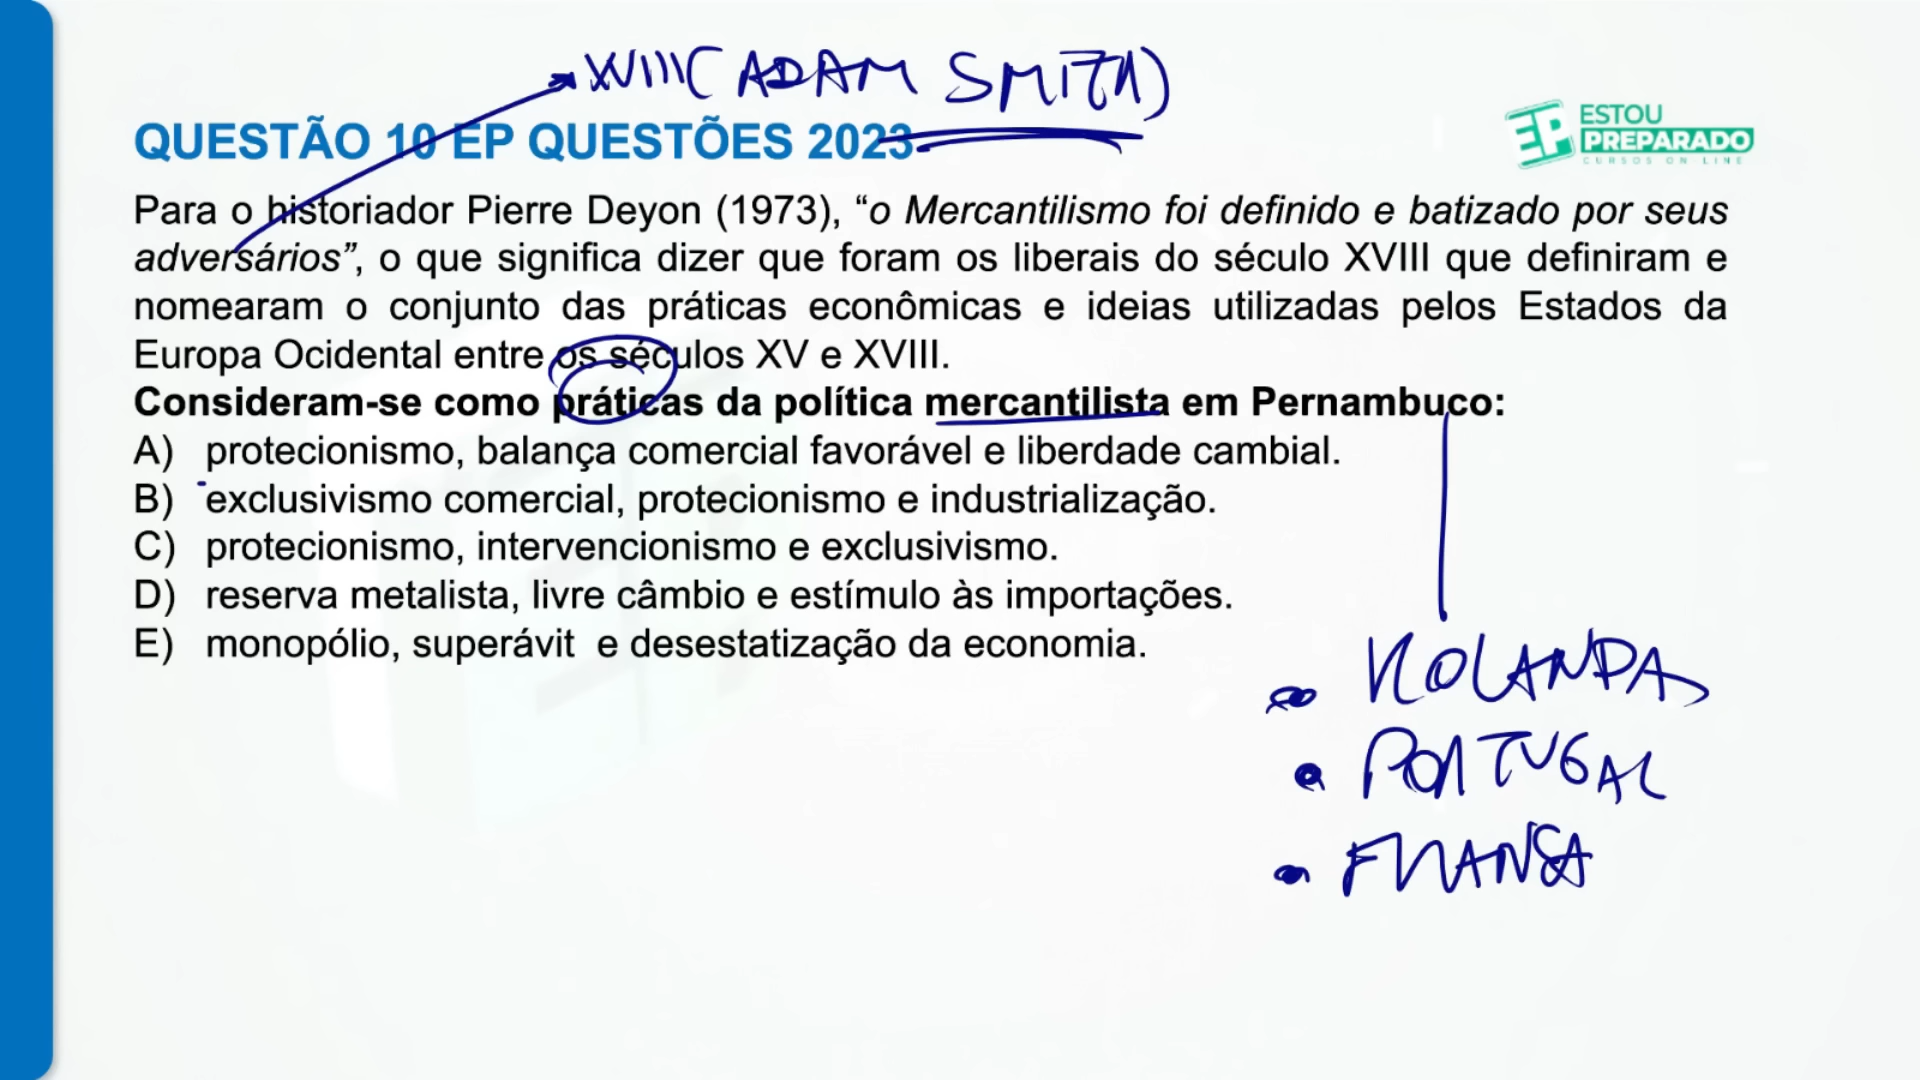 XVIII (ADAM SMITH)
QUESTÃO 10 EP QUESTÕES 2023
EP ESTOU
PREPARADO
CURSOS ON-LINE
Para o historiador Pierre Deyon (1973), “o Mercantilismo foi definido e batizado por seus
adversários”, o que significa dizer que foram os liberais do século XVIII que definiram e
nomearam o conjunto das práticas econômicas e ideias utilizadas pelos Estados da
Europa Ocidental entre os séculos XV e XVIII.
Consideram-se como práticas da política mercantilista em Pernambuco:
A) protecionismo, balança comercial favorável e liberdade cambial.
B) exclusivismo comercial, protecionismo e industrialização.
C) protecionismo, intervencionismo e exclusivismo.
D) reserva metalista, livre câmbio e estímulo às importações.
E) monopólio, superávit e desestatização da economia.
HOLANDA
PORTUGAL
FRANÇA